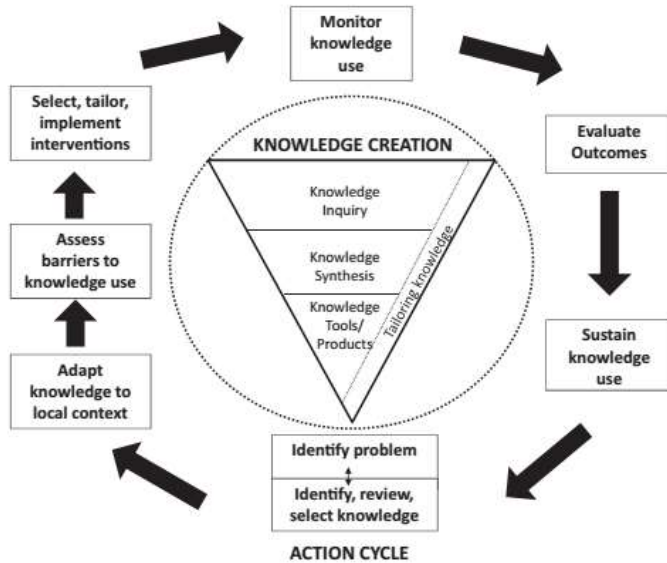 Monitor
knowledge
use
Select, tailor,
implement
interventions
Evaluate
Outcomes
KNOWLEDGE CREATION
Knowledge
Inquiry
Knowledge
Synthesis
Knowledge
Tools/
Products
Tailoring knowledge
Assess
barriers to
knowledge use
Adapt
knowledge to
local context
Sustain
knowledge
use
Identify problem
Identify, review,
select knowledge
ACTION CYCLE